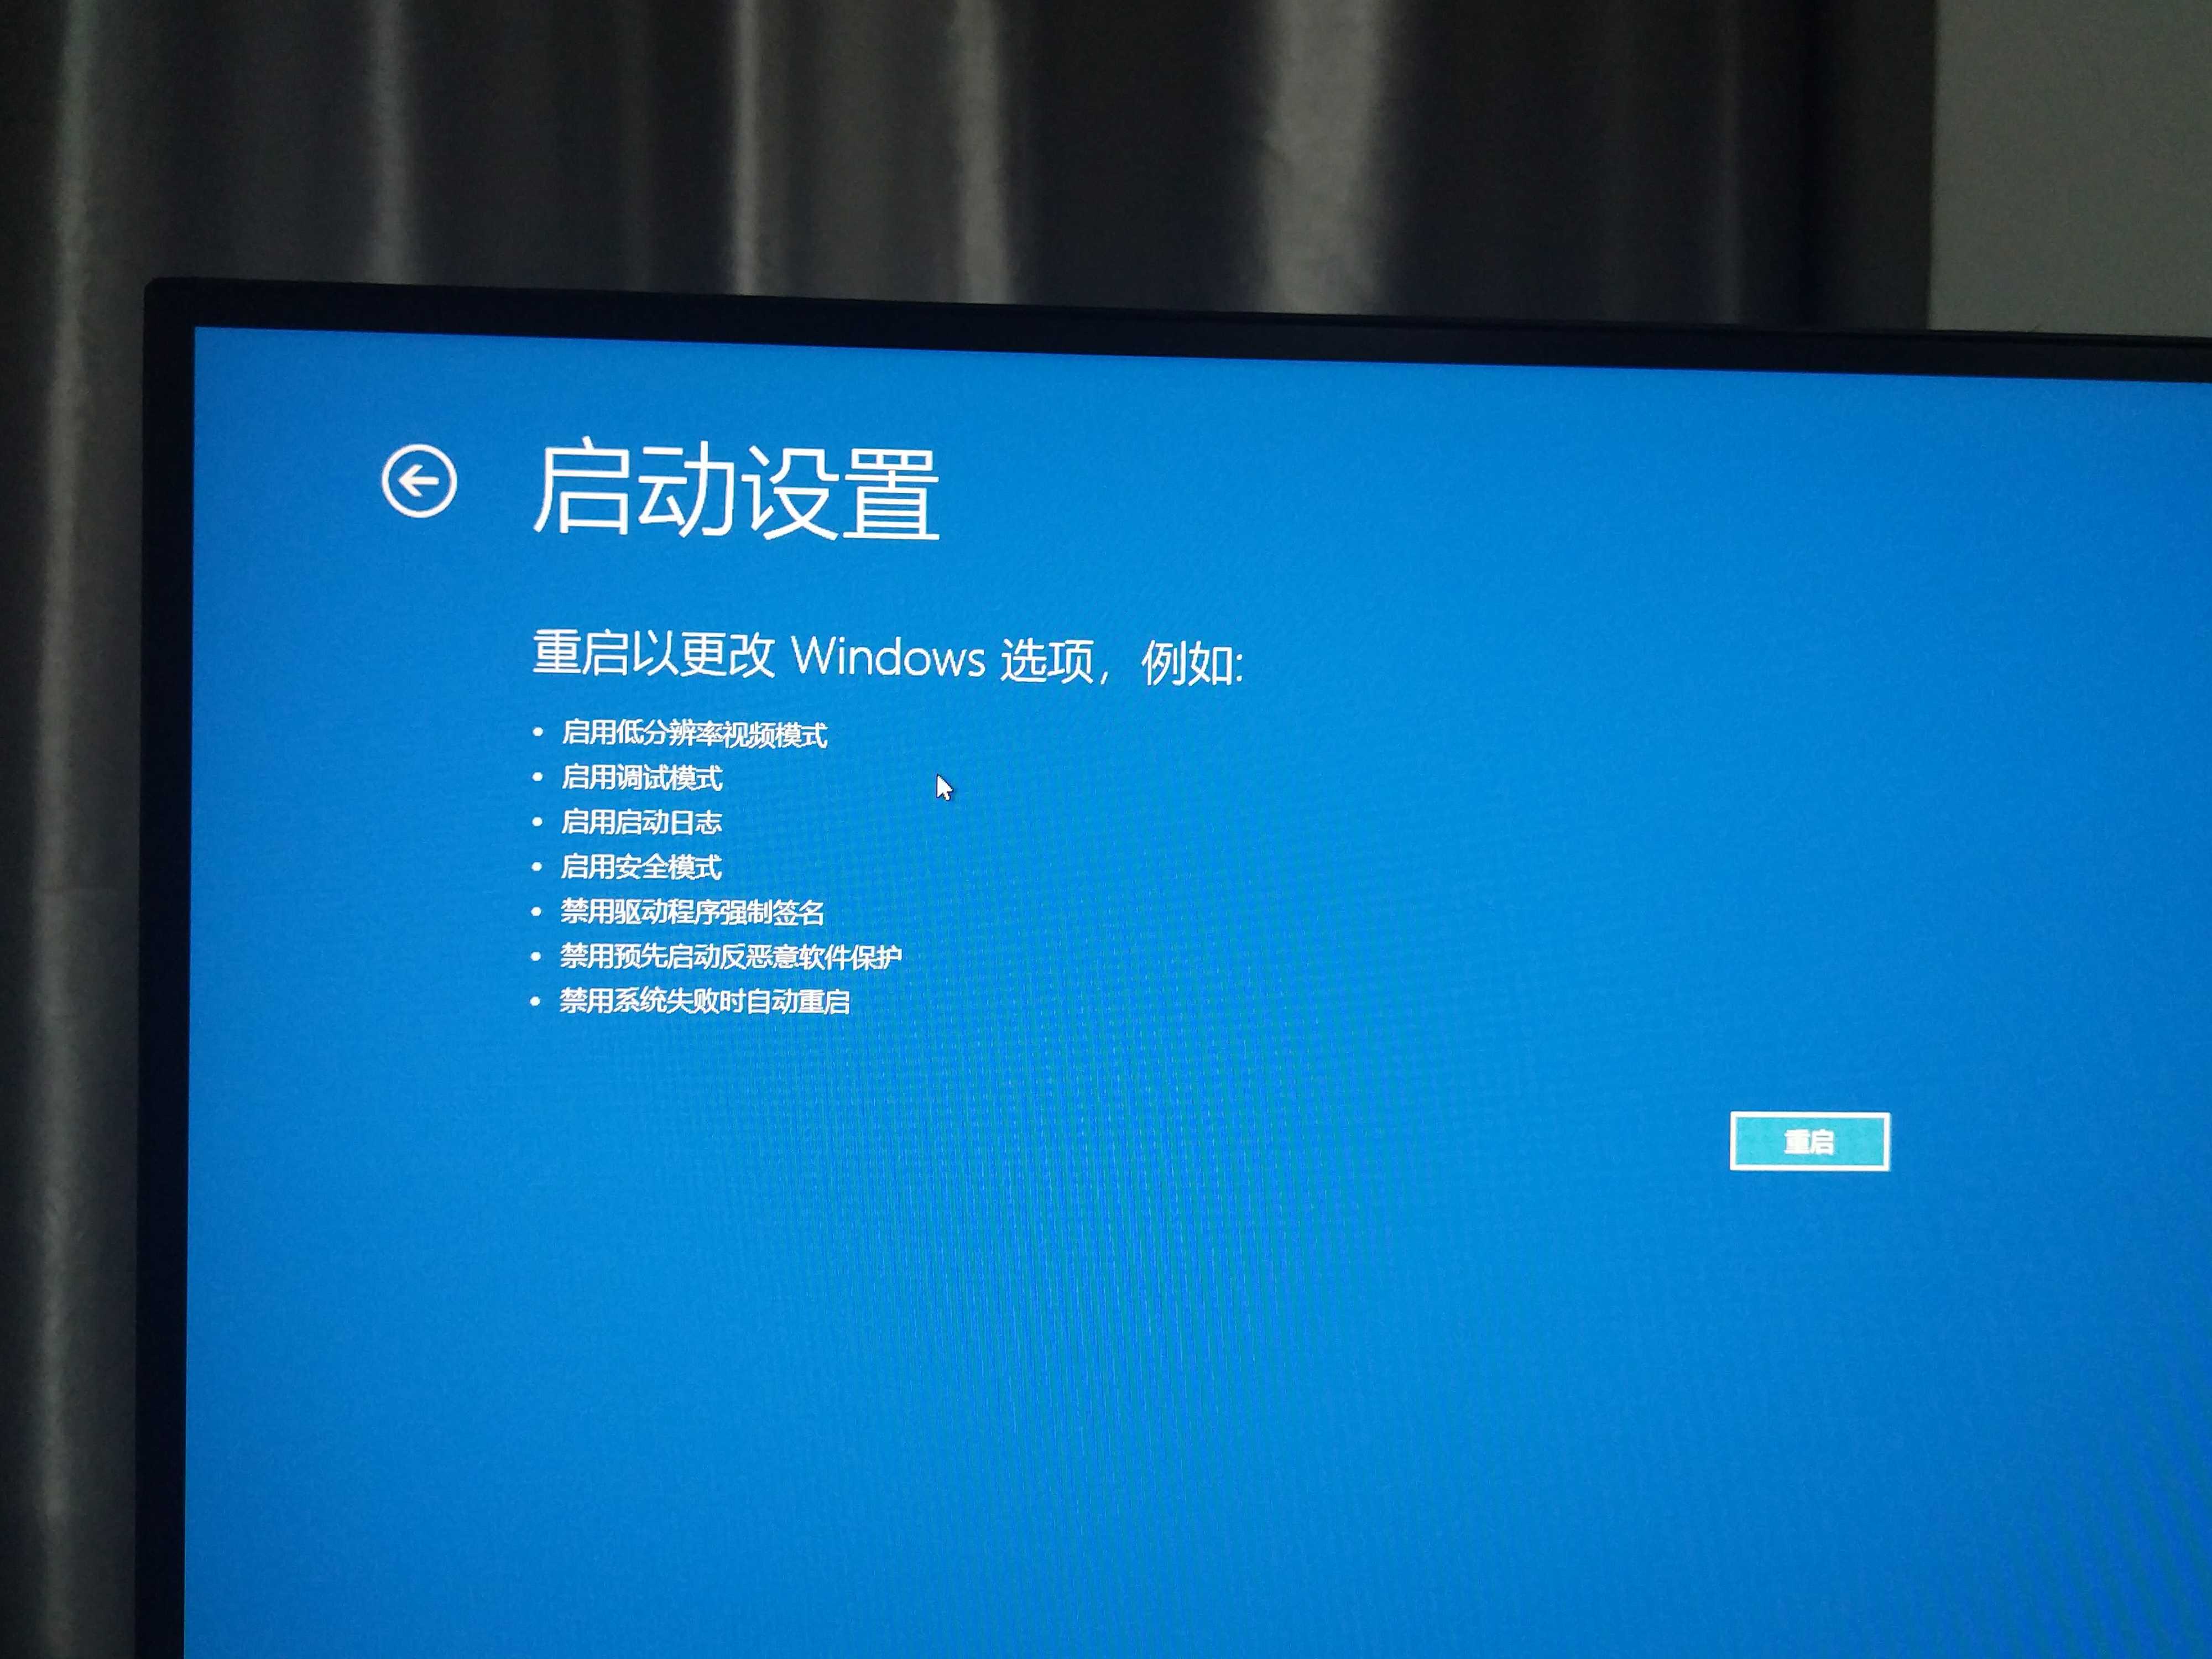 启动设置
重启以更改 Windows 选项，例如:
• 启用低分辨率视频模式
• 启用调试模式
• 启用启动日志
• 启用安全模式
• 禁用驱动程序强制签名
• 禁用预先启动反恶意软件保护
• 禁用系统失败时自动重启
重启